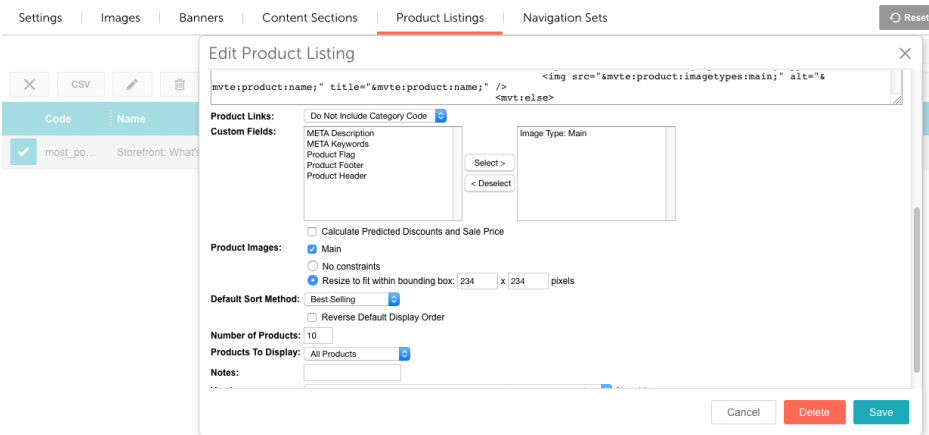 Settings Images Banners Content Sections Product Listings Navigation Sets Reset
Edit Product Listing
CSV
<img src="&mvte:product:imagetypes:main;" alt="&
mvte:product:name;" title="&mvte:product:name;" />
<mvt:else>
Code Name
most_po... Storefront: What's
Product Links: Do Not Include Category Code
Custom Fields:
META Description
META Keywords
Product Flag
Product Footer
Product Header
Select >
< Deselect
Image Type: Main
Calculate Predicted Discounts and Sale Price
Product Images: Main
No constraints
Resize to fit within bounding box: 234 x 234 pixels
Default Sort Method: Best Selling
Reverse Default Display Order
Number of Products: 10
Products To Display: All Products
Notes:
Cancel Delete Save